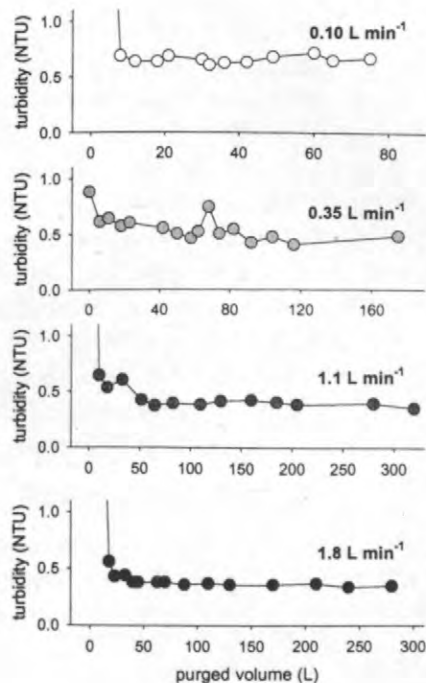 turbidity (NTU)
1.0
0.5
0.0
0.10 L min⁻¹
0 20 40 60 80
turbidity (NTU)
1.0
0.5
0.0
0.35 L min⁻¹
0 40 80 120 160
turbidity (NTU)
1.0
0.5
0.0
1.1 L min⁻¹
0 50 100 150 200 250 300
turbidity (NTU)
1.0
0.5
0.0
1.8 L min⁻¹
0 50 100 150 200 250 300
purged volume (L)